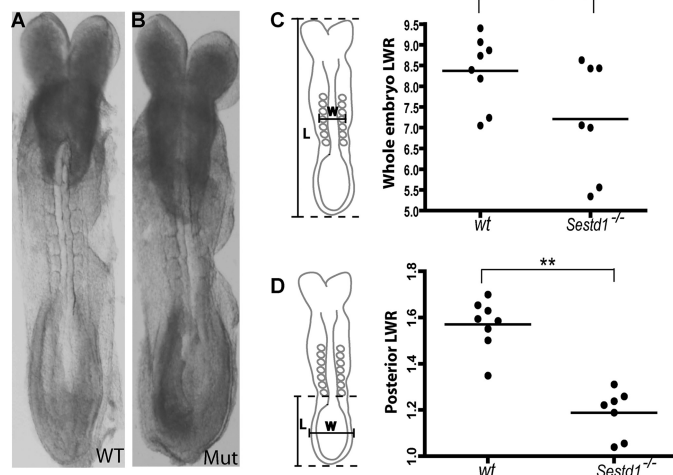 A
B
WT
Mut
C
L
W
Whole embryo LWR
9.5
9.0
8.5
8.0
7.5
7.0
6.5
6.0
5.5
5.0
wt
Sestd1-/-
D
L
W
**
Posterior LWR
1.8
1.6
1.4
1.2
1.0
wt
Sestd1-/-